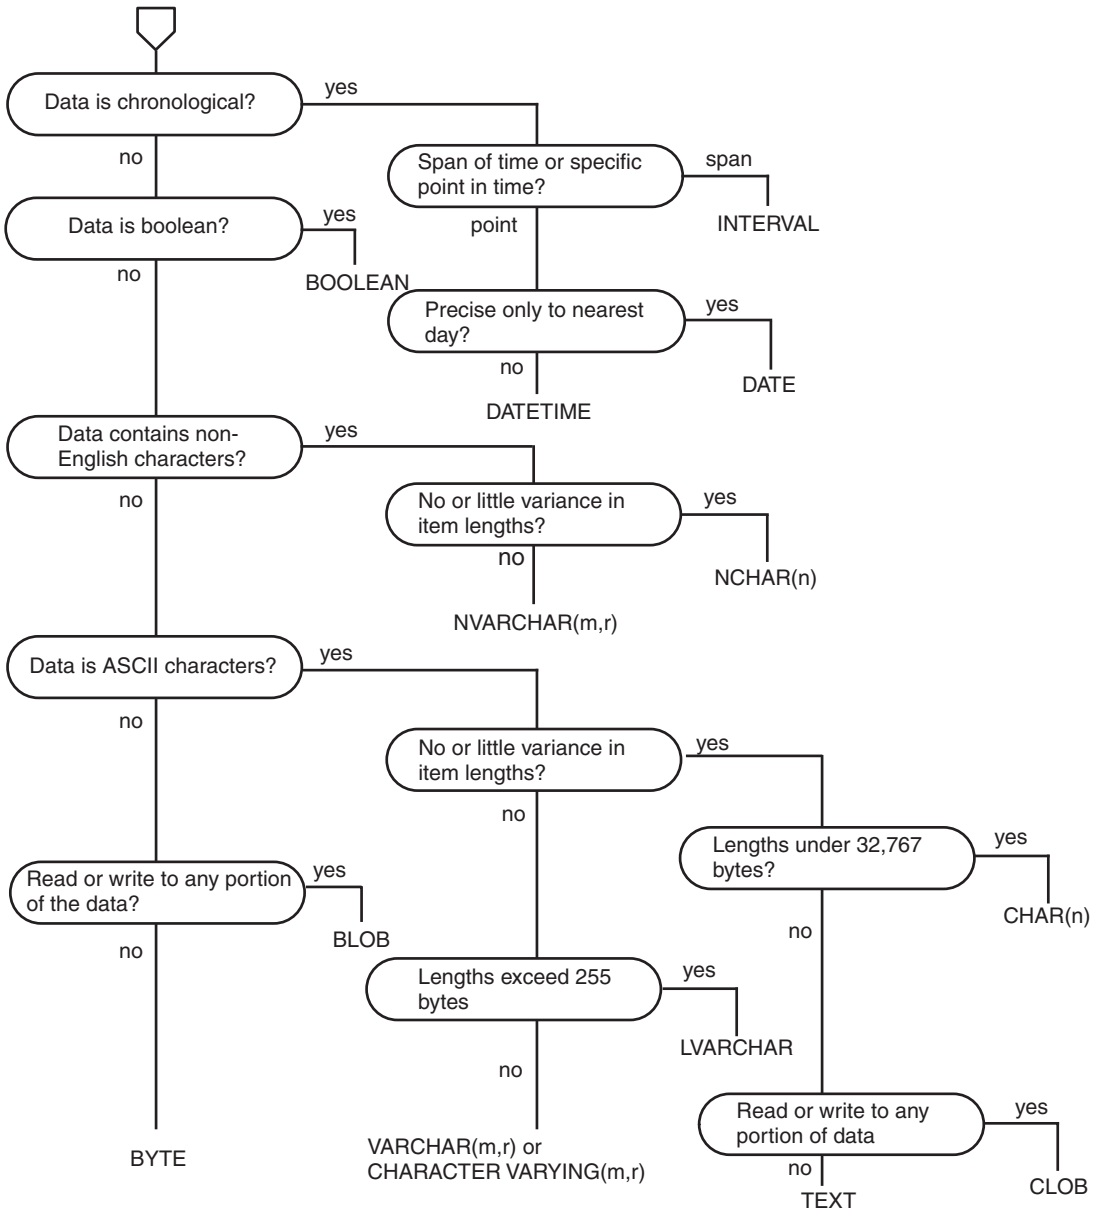 Data is chronological?
yes
no
Span of time or specific
point in time?
span
INTERVAL
point
Data is boolean?
yes
BOOLEAN
no
Precise only to nearest
day?
yes
DATE
no
DATETIME
Data contains non-
English characters?
yes
no
No or little variance in
item lengths?
yes
NCHAR(n)
no
NVARCHAR(m,r)
Data is ASCII characters?
yes
no
No or little variance in
item lengths?
yes
no
Lengths under 32,767
bytes?
yes
CHAR(n)
no
Read or write to any portion
of the data?
yes
BLOB
no
Lengths exceed 255
bytes
yes
LVARCHAR
no
Read or write to any
portion of data
yes
CLOB
no
TEXT
BYTE
VARCHAR(m,r) or
CHARACTER VARYING(m,r)